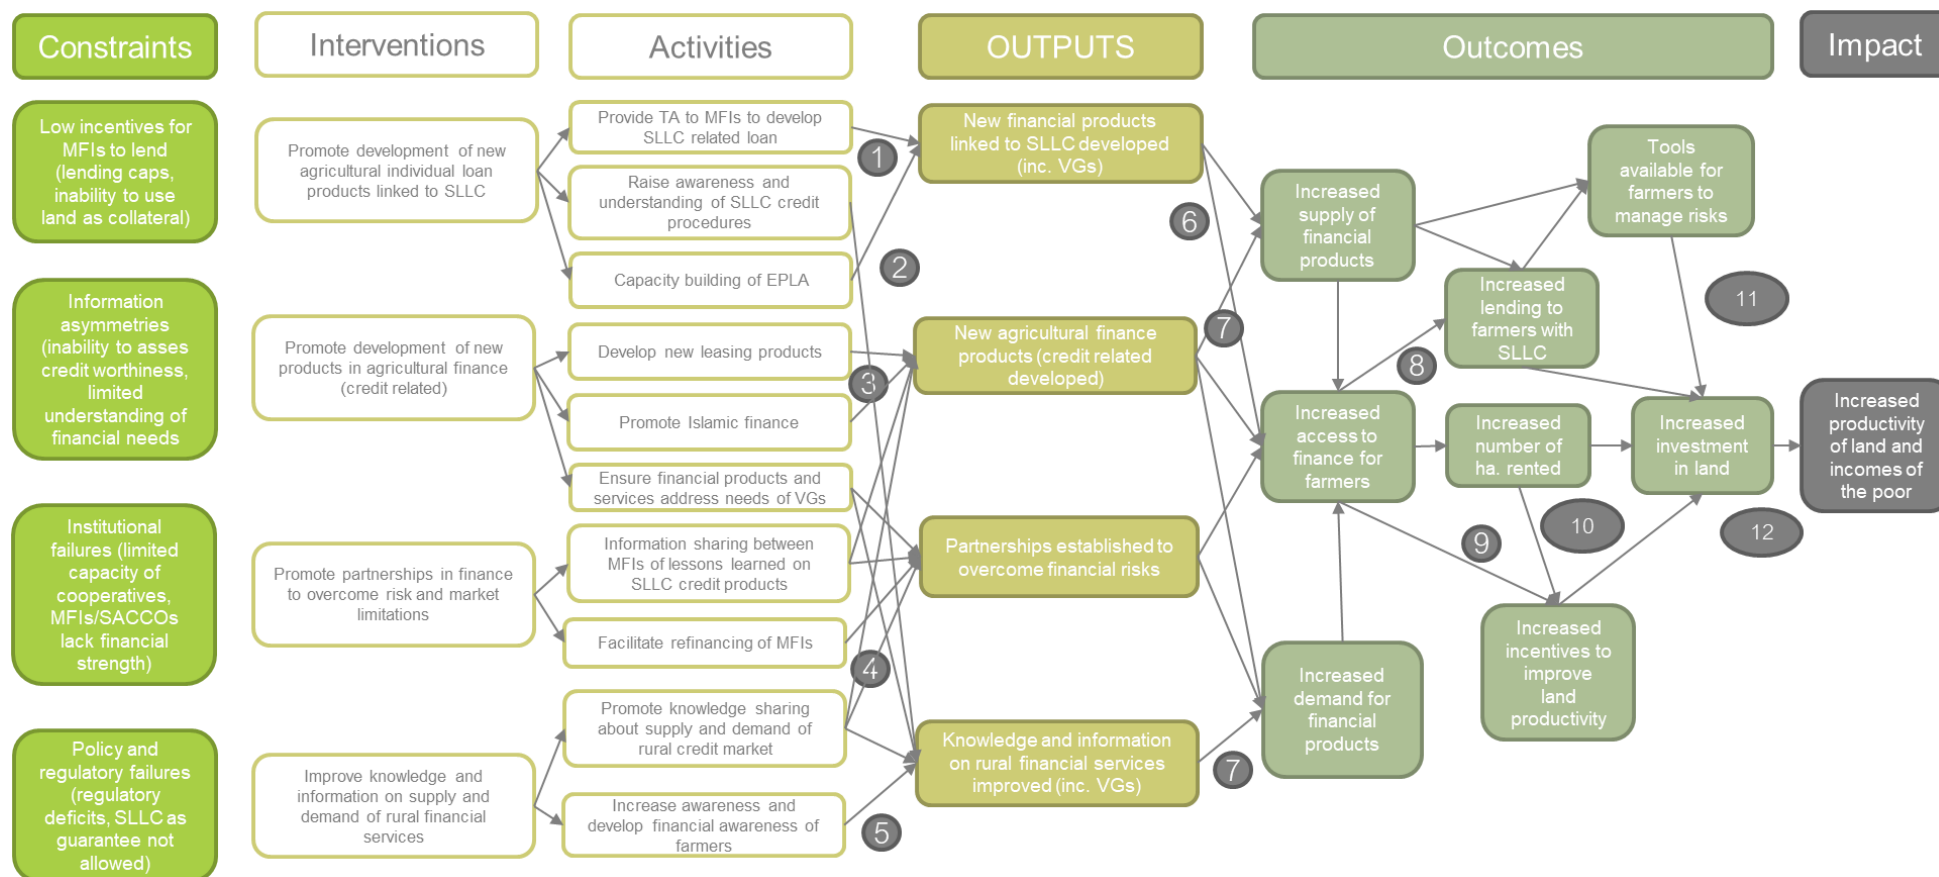 Constraints
Interventions
Activities
OUTPUTS
Outcomes
Impact
Low incentives for
MFIs to lend
(lending caps,
inability to use
land as collateral)
Information
asymmetries
(inability to asses
credit worthiness,
limited
understanding of
financial needs
Institutional
failures (limited
capacity of
cooperatives,
MFIs/SACCOs
lack financial
strength)
Policy and
regulatory failures
(regulatory
deficits, SLLC as
guarantee not
allowed)
Promote development of new
agricultural individual loan
products linked to SLLC
Promote development of new
products in agricultural finance
(credit related)
Promote partnerships in finance
to overcome risk and market
limitations
Improve knowledge and
information on supply and
demand of rural financial
services
Provide TA to MFIs to develop
SLLC related loan
Raise awareness and
understanding of SLLC credit
procedures
Capacity building of EPLA
Develop new leasing products
Promote Islamic finance
Ensure financial products and
services address needs of VGs
Information sharing between
MFIs of lessons learned on
SLLC credit products
Facilitate refinancing of MFIs
Promote knowledge sharing
about supply and demand of
rural credit market
Increase awareness and
develop financial awareness of
farmers
1
2
3
4
5
New financial products
linked to SLLC developed
(inc. VGs)
New agricultural finance
products (credit related
developed)
Partnerships established to
overcome financial risks
Knowledge and information
on rural financial services
improved (inc. VGs)
6
7
7
Increased
supply of
financial
products
Increased
access to
finance for
farmers
Increased
demand for
financial
products
8
9
10
Tools
available for
farmers to
manage risks
Increased
lending to
farmers with
SLLC
Increased
number of
ha. rented
Increased
incentives to
improve
land
productivity
11
Increased
investment
in land
12
Increased
productivity
of land and
incomes of
the poor